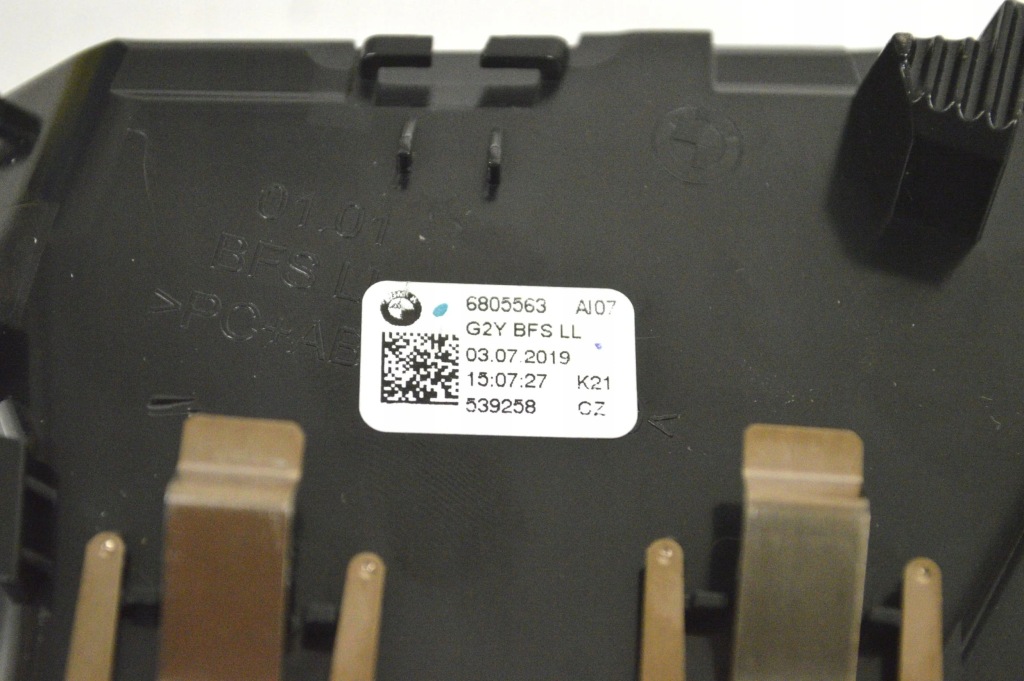 01.01
BFS LL
>PC+AB
<
6805563 AI07
G2Y BFS LL
03.07.2019
15:07:27 K21
539258 CZ